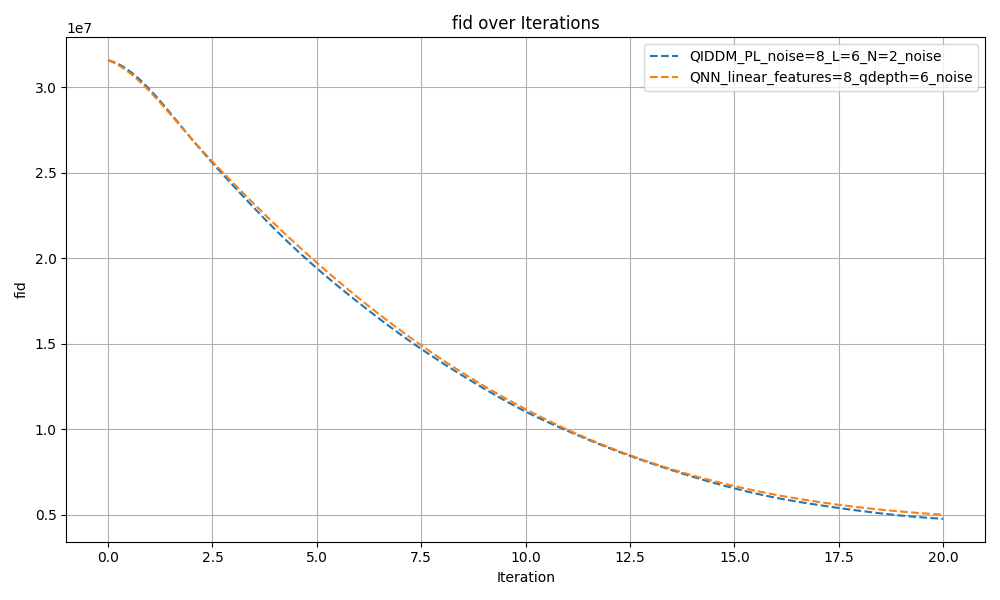 fid over Iterations
1e7
QIDDM_PL_noise=8_L=6_N=2_noise
QNN_linear_features=8_qdepth=6_noise
3.0
2.5
2.0
1.5
1.0
0.5
fid
0.0 2.5 5.0 7.5 10.0 12.5 15.0 17.5 20.0
Iteration